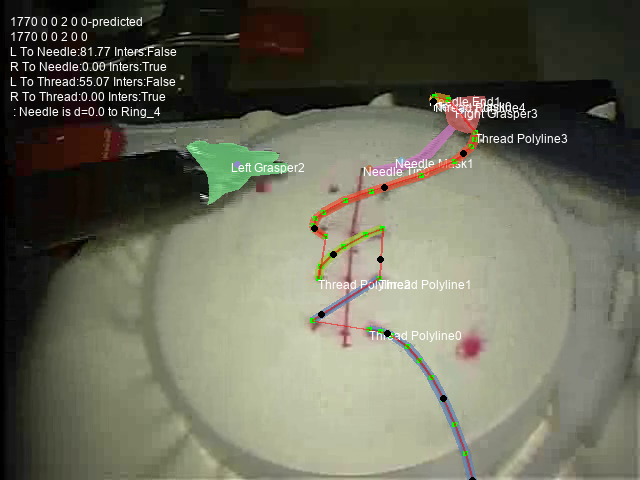 1770 0 0 2 0 0-predicted
1770 0 0 2 0 0
L To Needle:81.77 Inters:False
R To Needle:0.00 Inters:True
L To Thread:55.07 Inters:False
R To Thread:0.00 Inters:True
: Needle is d=0.0 to Ring_4
Needle End1
Right Grasper3
Thread Polyline3
Needle Mask1
Left Grasper2
Thread Polyline1
Thread Polyline0